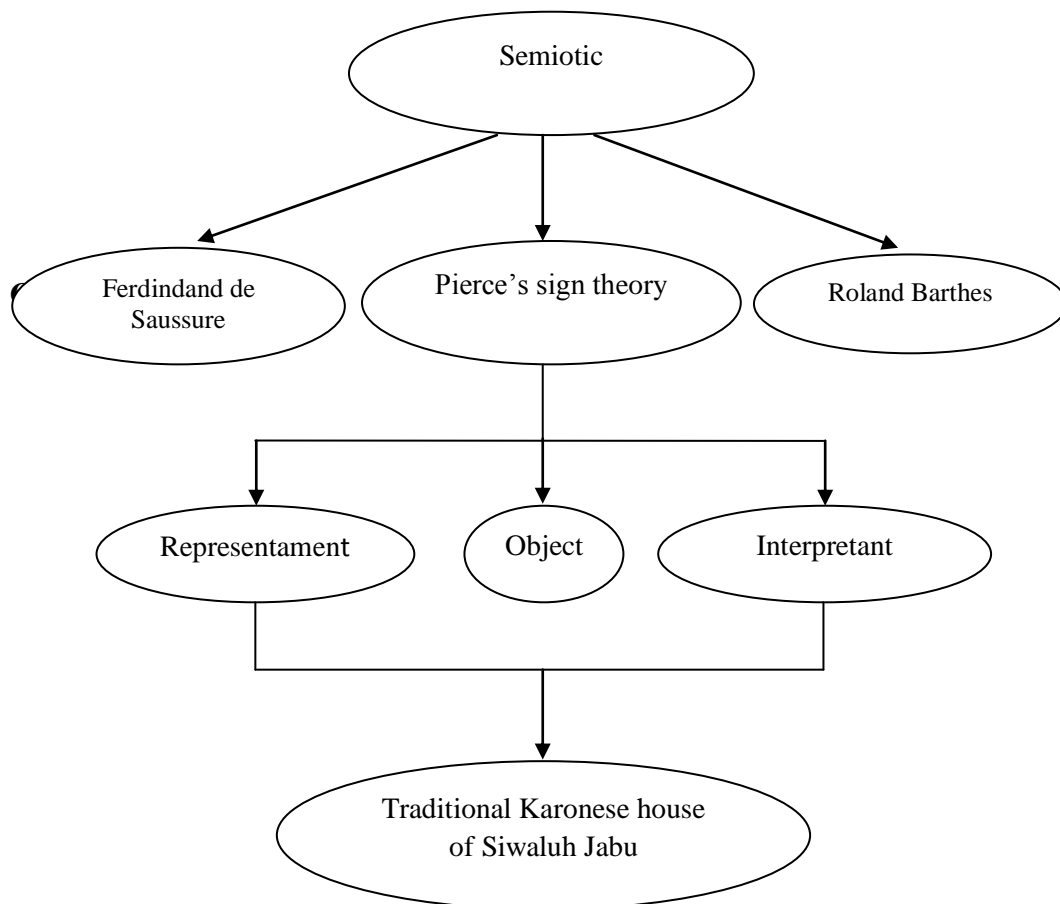 Semiotic
Ferdindand de
Saussure
Pierce’s sign theory
Roland Barthes
Representament
Object
Interpretant
Traditional Karonese house
of Siwaluh Jabu